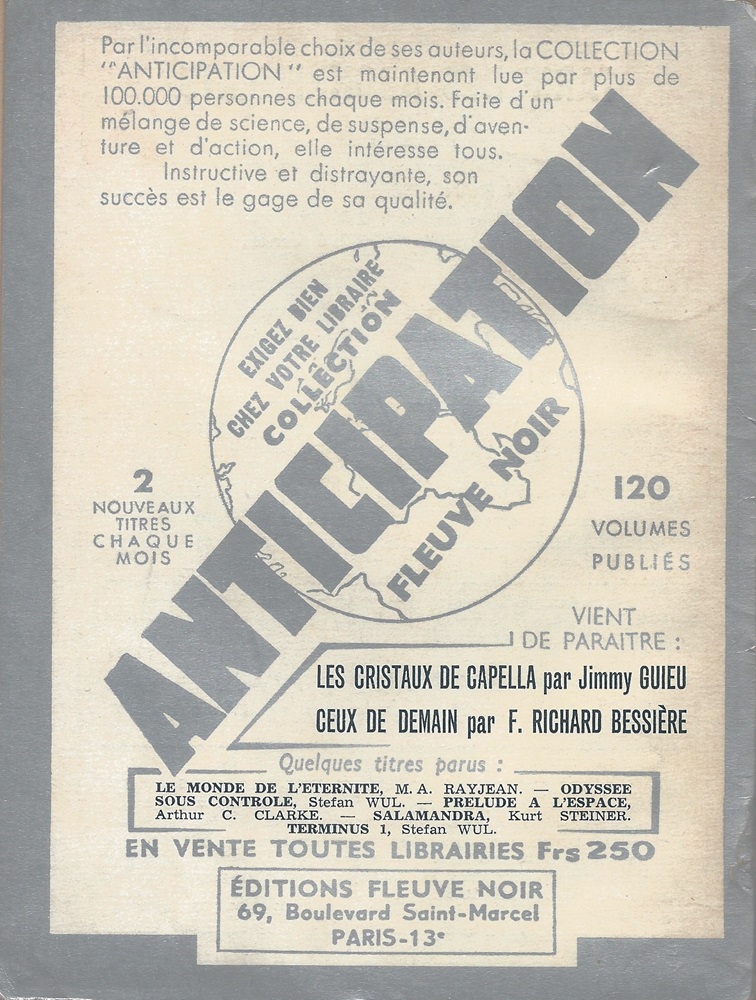 Par l'incomparable choix de ses auteurs, la COLLECTION
"ANTICIPATION" est maintenant lue par plus de
100.000 personnes chaque mois. Faite d'un
mélange de science, de suspense, d'aven-
ture et d'action, elle intéresse tous.
Instructive et distrayante, son
succès est le gage de sa qualité.
EXIGEZ BIEN
CHEZ VOTRE LIBRAIRE
COLLECTION
ANTICIPATION
FLEUVE NOIR
2
NOUVEAUX
TITRES
CHAQUE
MOIS
120
VOLUMES
PUBLIÉS
VIENT
DE PARAITRE :
LES CRISTAUX DE CAPELLA par Jimmy GUIEU
CEUX DE DEMAIN par F. RICHARD BESSIÈRE
Quelques titres parus :
LE MONDE DE L'ETERNITE, M. A. RAYJEAN. — ODYSSEE
SOUS CONTROLE, Stefan WUL. — PRELUDE A L'ESPACE,
Arthur C. CLARKE. — SALAMANDRA, Kurt STEINER.
TERMINUS 1, Stefan WUL.
EN VENTE TOUTES LIBRAIRIES Frs 250
ÉDITIONS FLEUVE NOIR
69, Boulevard Saint-Marcel
PARIS-13e